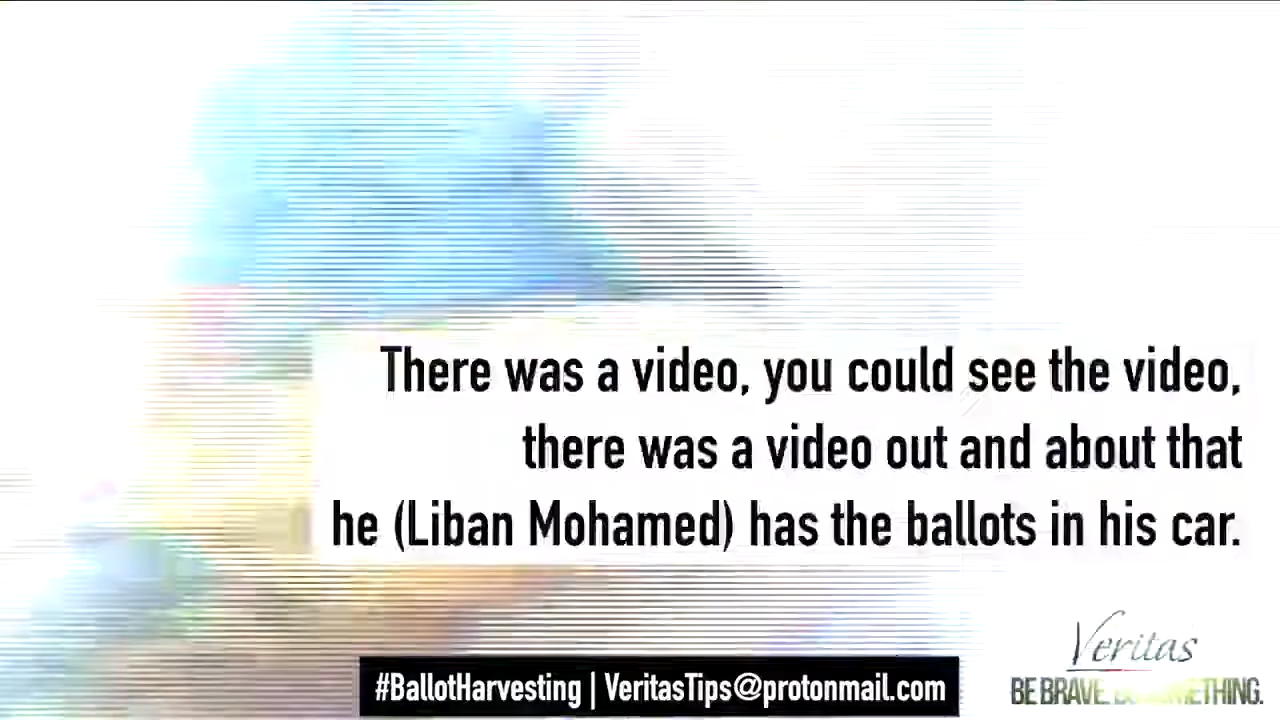 There was a video, you could see the video,
there was a video out and about that
he (Liban Mohamed) has the ballots in his car.
#BallotHarvesting | VeritasTips@protonmail.com
Veritas
BE BRAVE.